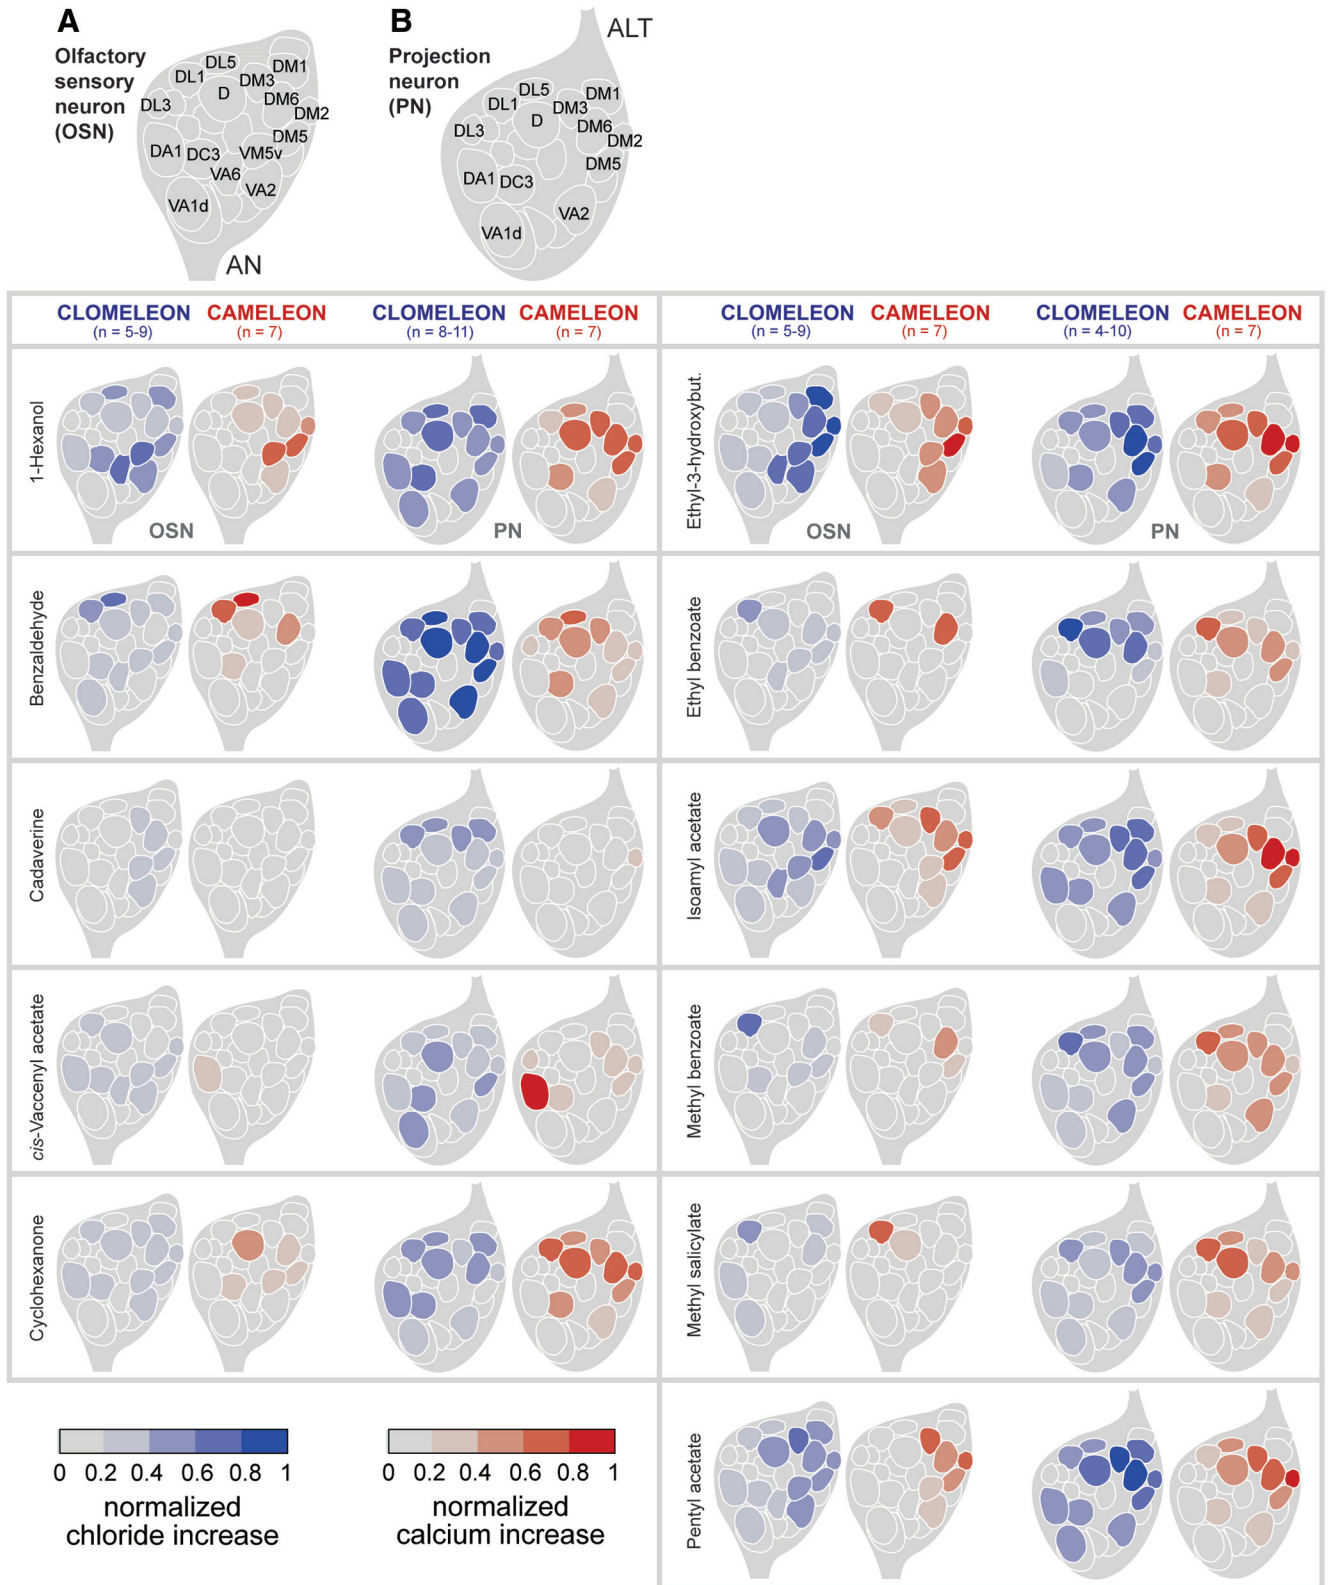 A
Olfactory
sensory
neuron
(OSN)
DL5
DL1
DM1
DM3
D
DM6
DL3
DM2
DM5
DA1
DC3
VM5v
VA6
VA2
VA1d
AN
B
Projection
neuron
(PN)
ALT
DL5
DM1
DL1
DM3
D
DM6
DL3
DM2
DM5
DA1
DC3
VA2
VA1d
CLOMELEON
(n = 5-9)
CAMELEON
(n = 7)
CLOMELEON
(n = 8-11)
CAMELEON
(n = 7)
CLOMELEON
(n = 5-9)
CAMELEON
(n = 7)
CLOMELEON
(n = 4-10)
CAMELEON
(n = 7)
1-Hexanol
OSN
PN
Ethyl-3-hydroxybut.
OSN
PN
Benzaldehyde
Ethyl benzoate
Cadaverine
Isoamyl acetate
cis-Vaccenyl acetate
Methyl benzoate
Cyclohexanone
Methyl salicylate
Pentyl acetate
0 0.2 0.4 0.6 0.8 1
normalized
chloride increase
0 0.2 0.4 0.6 0.8 1
normalized
calcium increase